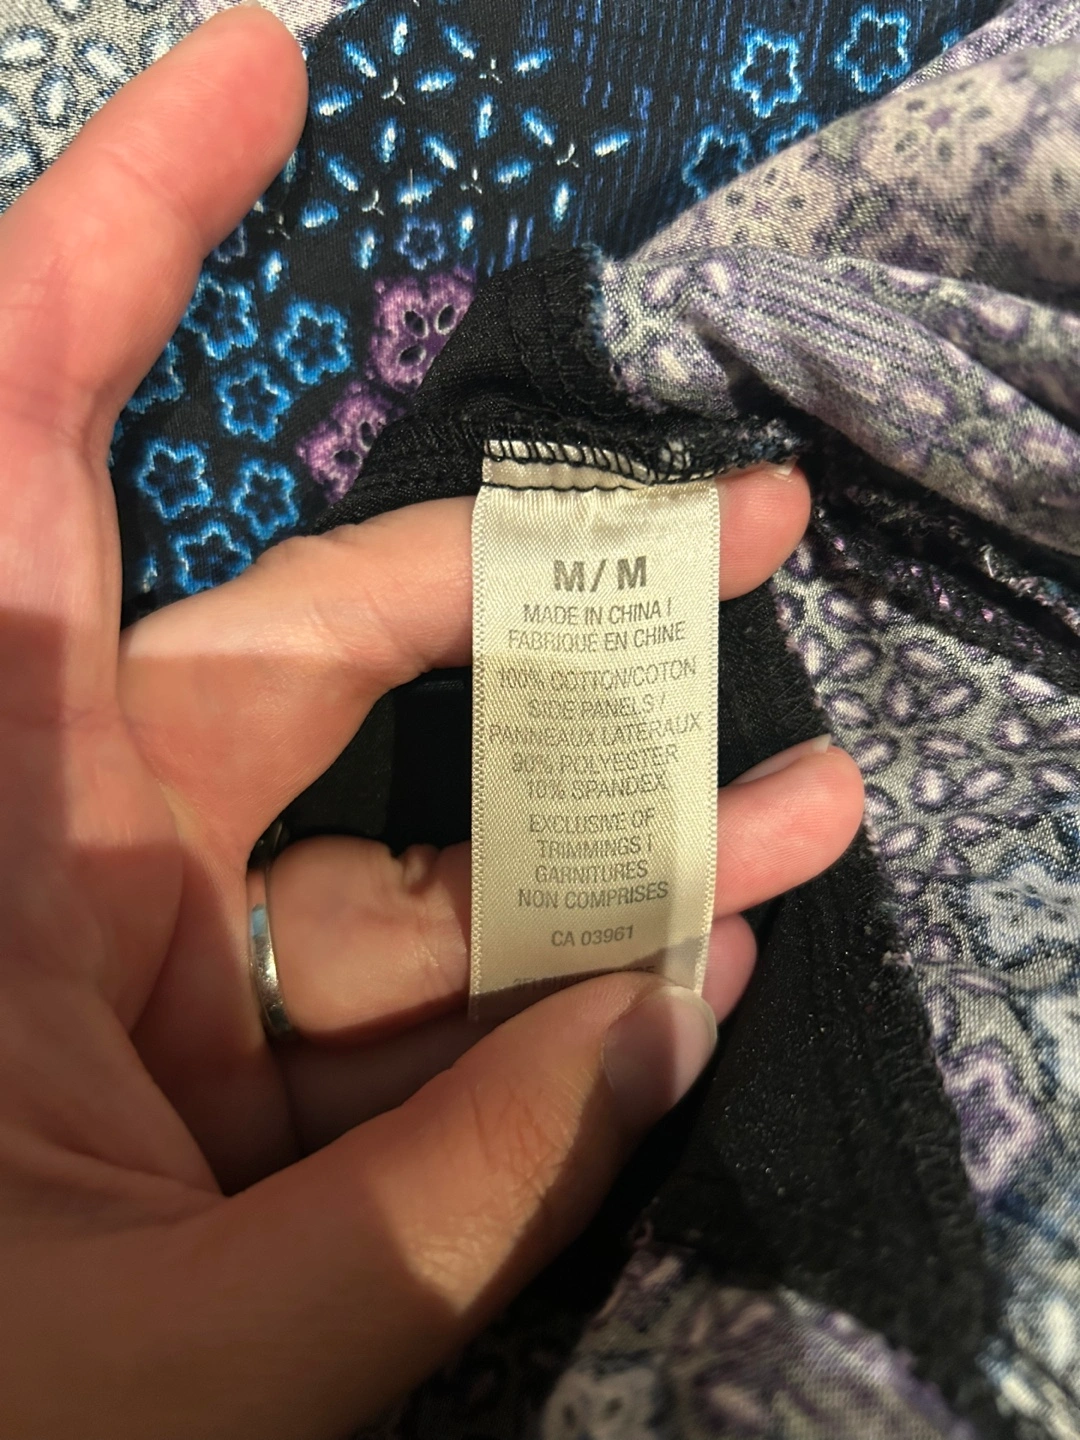 M/M
MADE IN CHINA /
FABRIQUE EN CHINE
100% COTTON/COTON
SIDE PANELS /
PANNEAUX LATERAUX
90% POLYESTER
10% SPANDEX
EXCLUSIVE OF
TRIMMINGS /
GARNITURES
NON COMPRISES
CA 03961